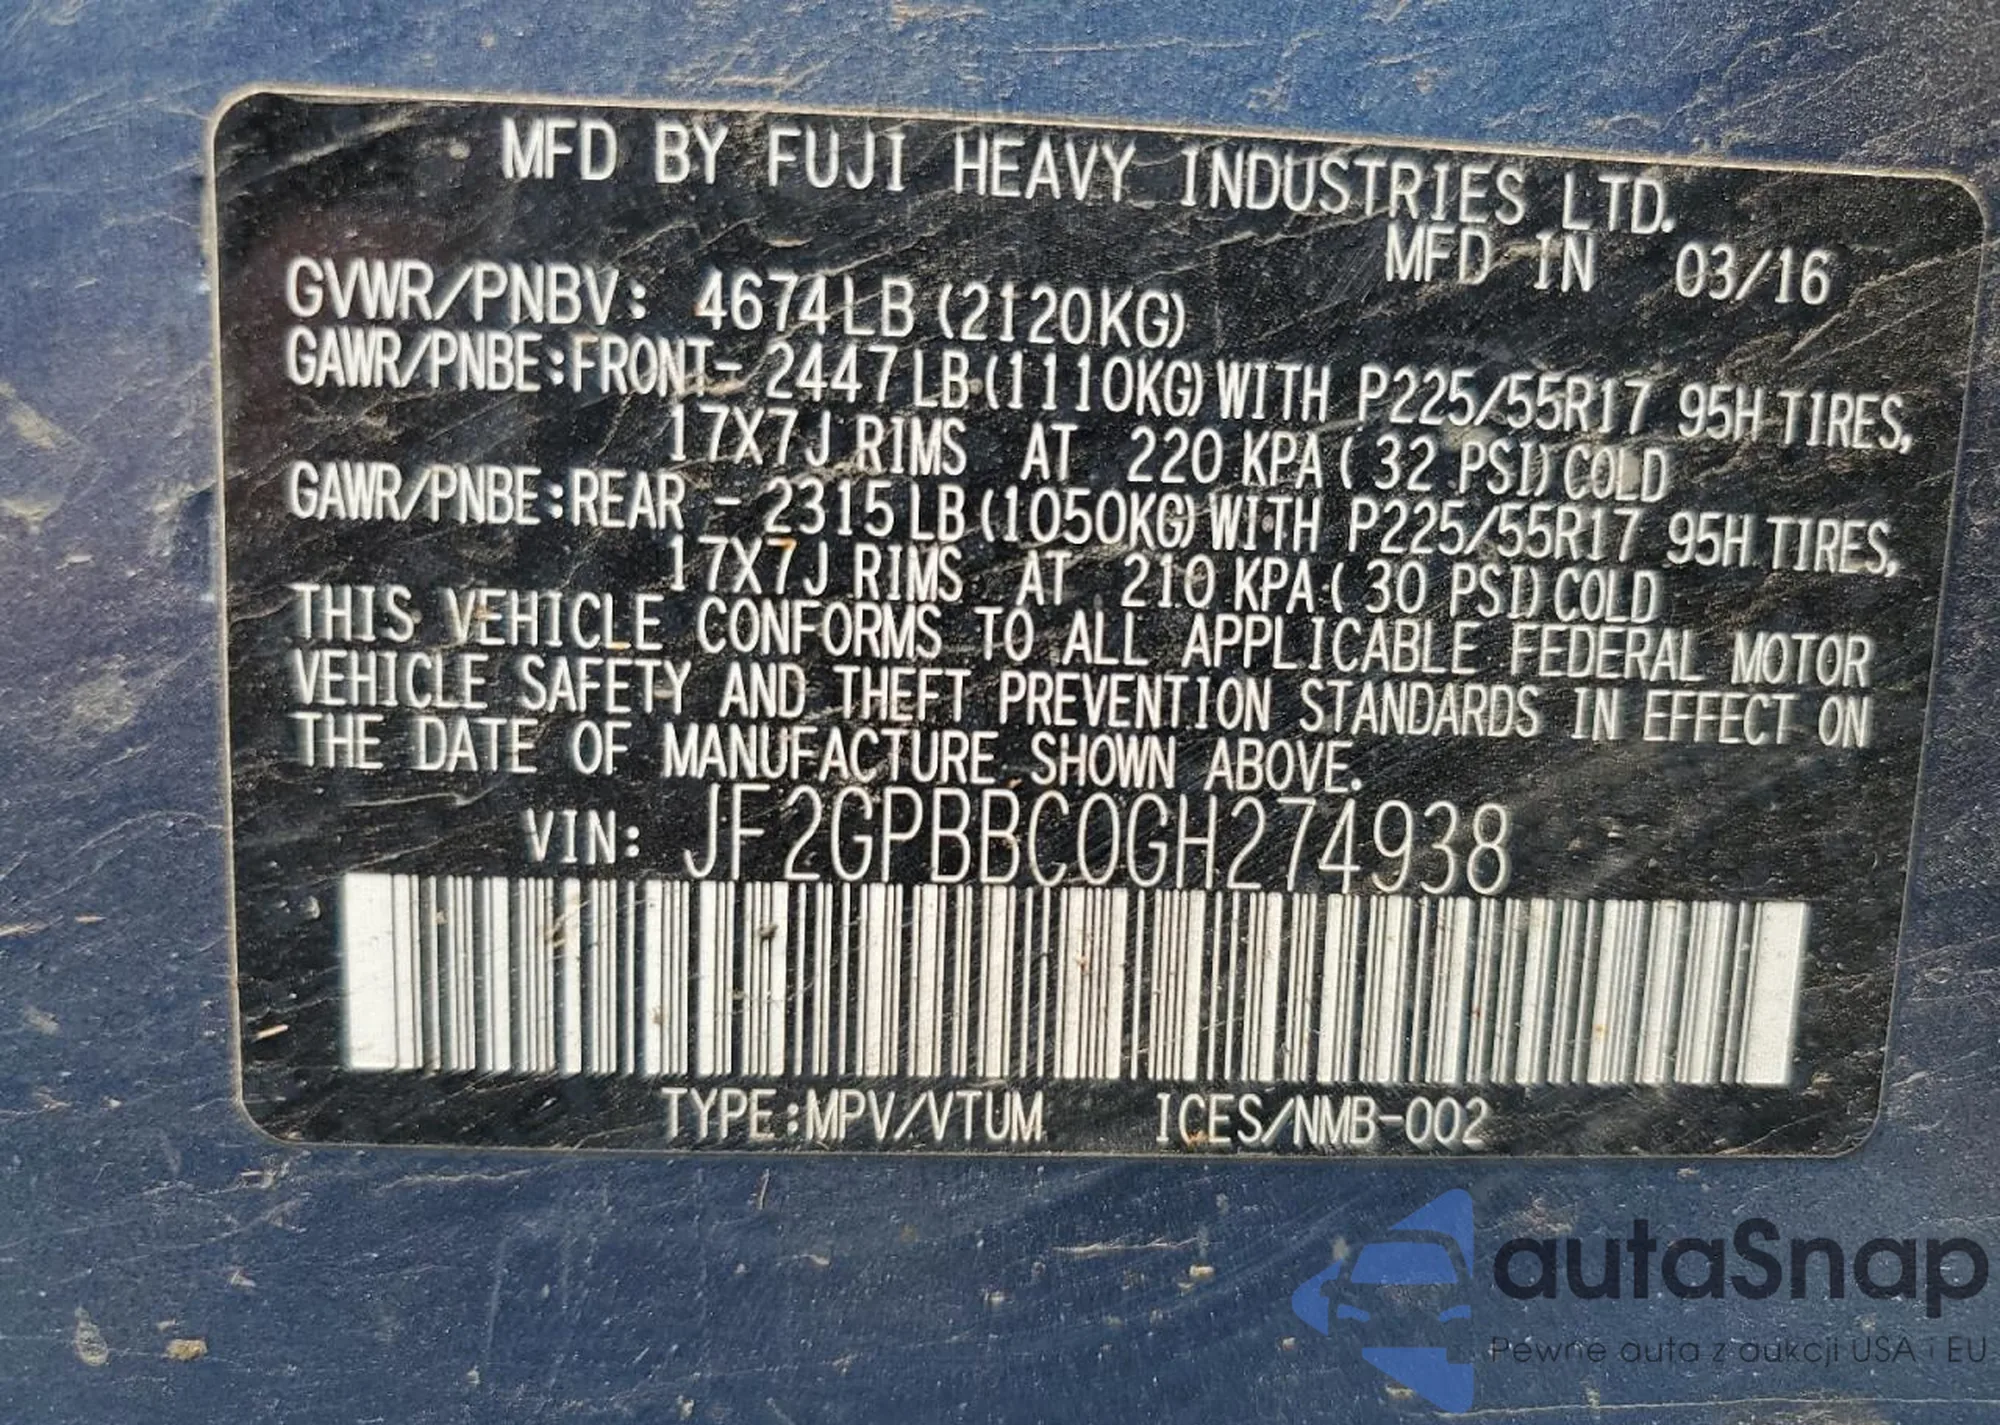 MFD BY FUJI HEAVY INDUSTRIES LTD.
MFD IN 03/16
GVWR/PNBV: 4674LB (2120KG)
GAWR/PNBE:FRONT- 2447LB(1110KG)WITH P225/55R17 95H TIRES,
17X7J RIMS AT 220 KPA( 32 PSI)COLD
GAWR/PNBE:REAR - 2315LB(1050KG)WITH P225/55R17 95H TIRES,
17X7J RIMS AT 210 KPA( 30 PSI)COLD
THIS VEHICLE CONFORMS TO ALL APPLICABLE FEDERAL MOTOR
VEHICLE SAFETY AND THEFT PREVENTION STANDARDS IN EFFECT ON
THE DATE OF MANUFACTURE SHOWN ABOVE.
VIN: JF2GPBBC0GH274938
TYPE:MPV/VTUM ICES/NMB-002
autaSnap
Pewne auta z aukcji USA i EU